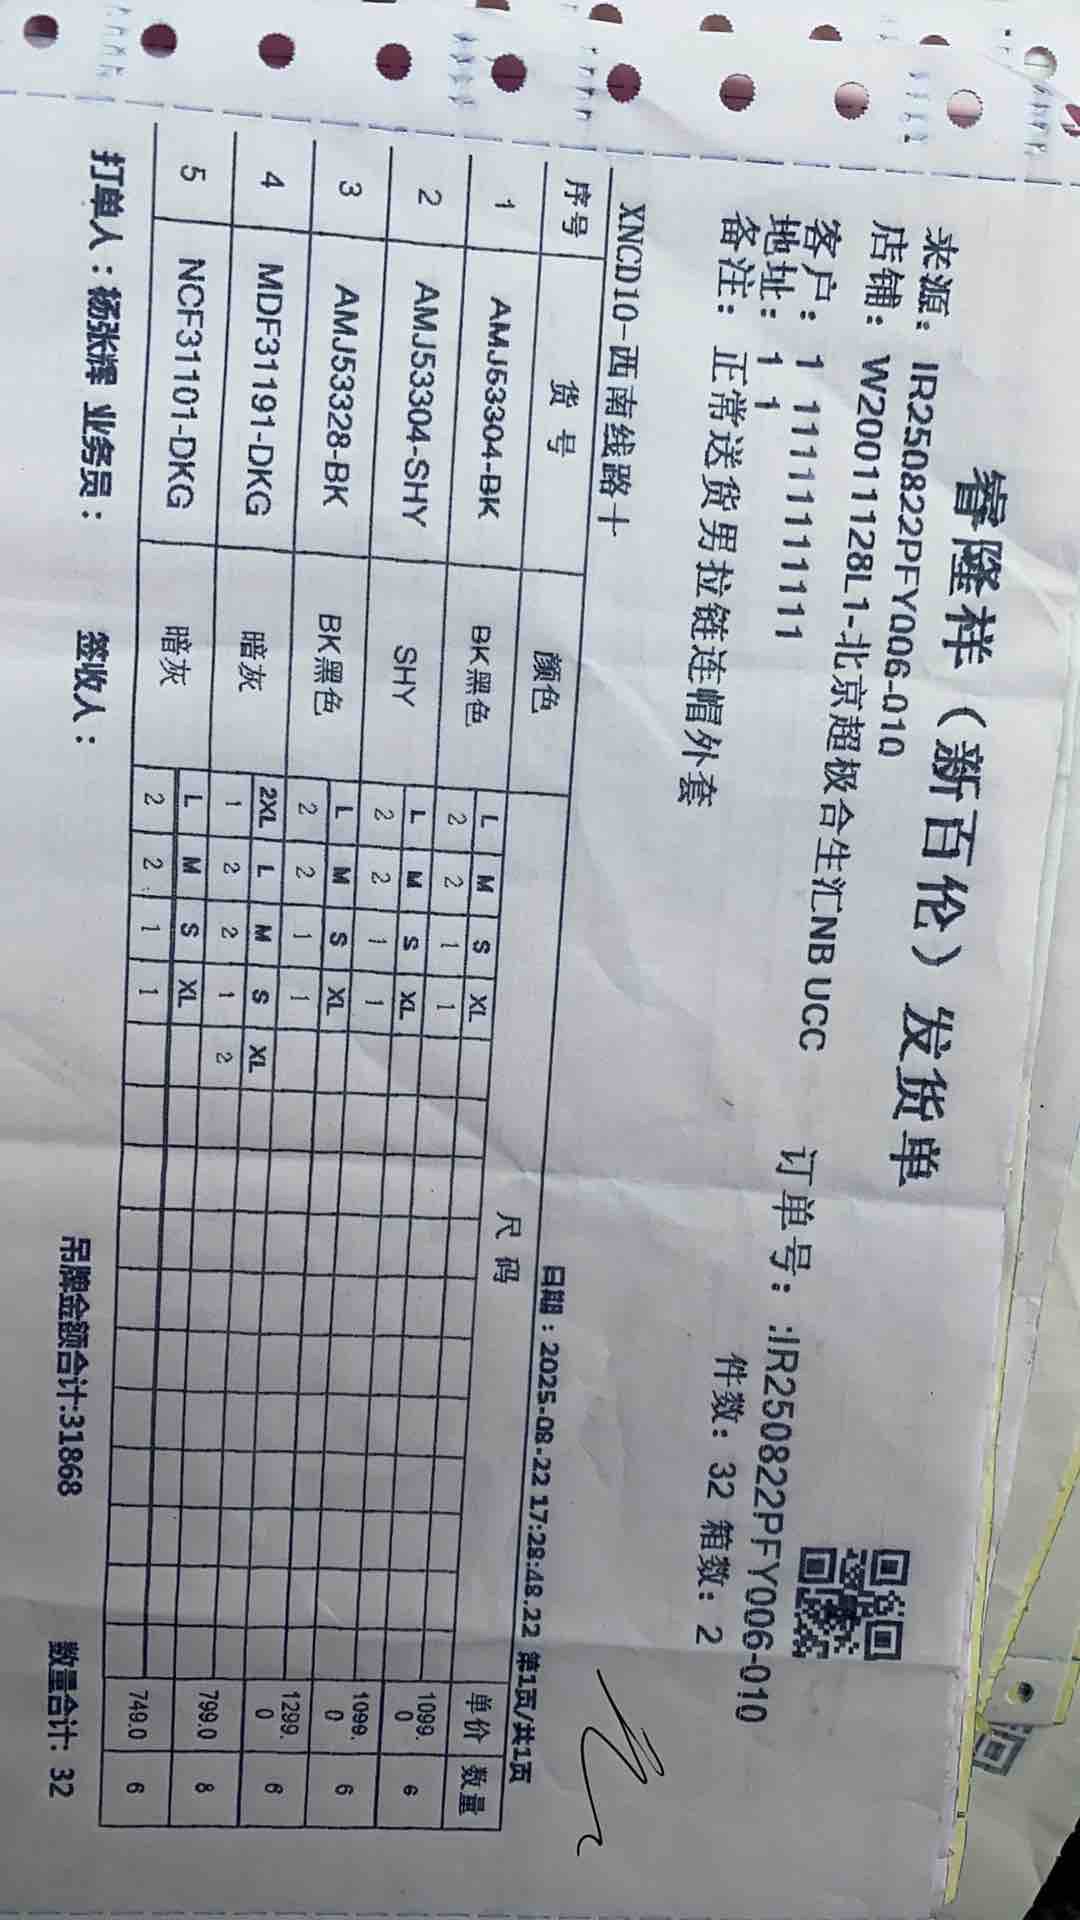 睿隆祥（新百伦）发货单
来源: IR250822PFY006-010
店铺: W20011128L1-北京超极合生汇NB UCC 订单号: :IR250822PFY006-010
客户: 1 11111111111
地址: 1 1
备注: 正常送货男拉链连帽外套 件数: 32 箱数: 2
XNCD10-西南线路十 日期：2025-08-22 17:28:48.22 第1页/共1页
序号 货号 颜色 尺码 单价 数量
1 AMJ53304-BK BK黑色 L M S XL 1099.0 6
2 2 1 1
2 AMJ53304-SHY SHY L M S XL 1099.0 6
2 2 1 1
3 AMJ53328-BK BK黑色 L M S XL 1299.0 6
2 2 1 1
4 MDF31191-DKG 暗灰 2XL L M S XL 799.0 8
1 2 2 1 2
5 NCF31101-DKG 暗灰 L M S XL 749.0 6
2 2 1 1
打单人：杨张辉 业务员： 签收人： 吊牌金额合计:31868 数量合计: 32